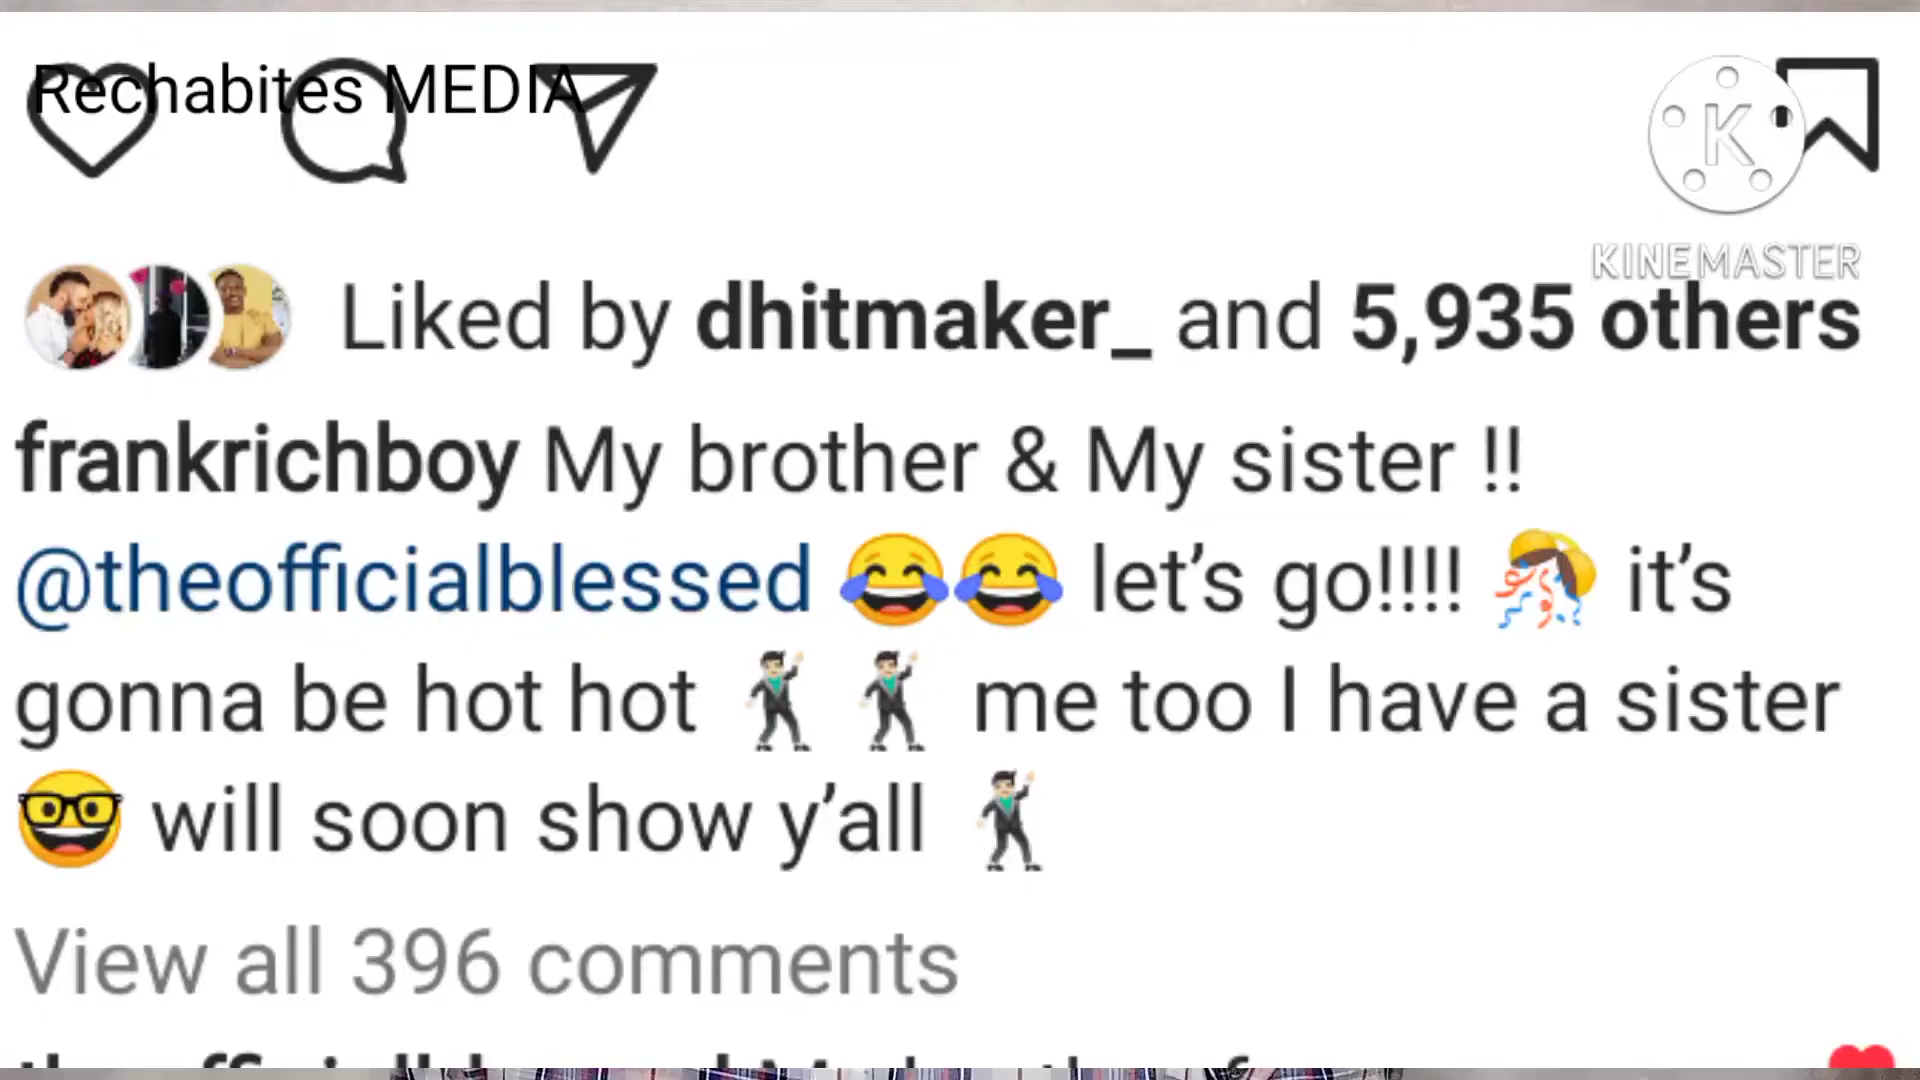 Rechabites MEDIA
K
KINEMASTER
Liked by dhitmaker_ and 5,935 others
frankrichboy My brother & My sister !!
@theofficialblessed 😂😂 let’s go!!!! 🎊 it’s
gonna be hot hot 🕺🏻 🕺🏻 me too I have a sister
🤓 will soon show y’all 🕺🏻
View all 396 comments